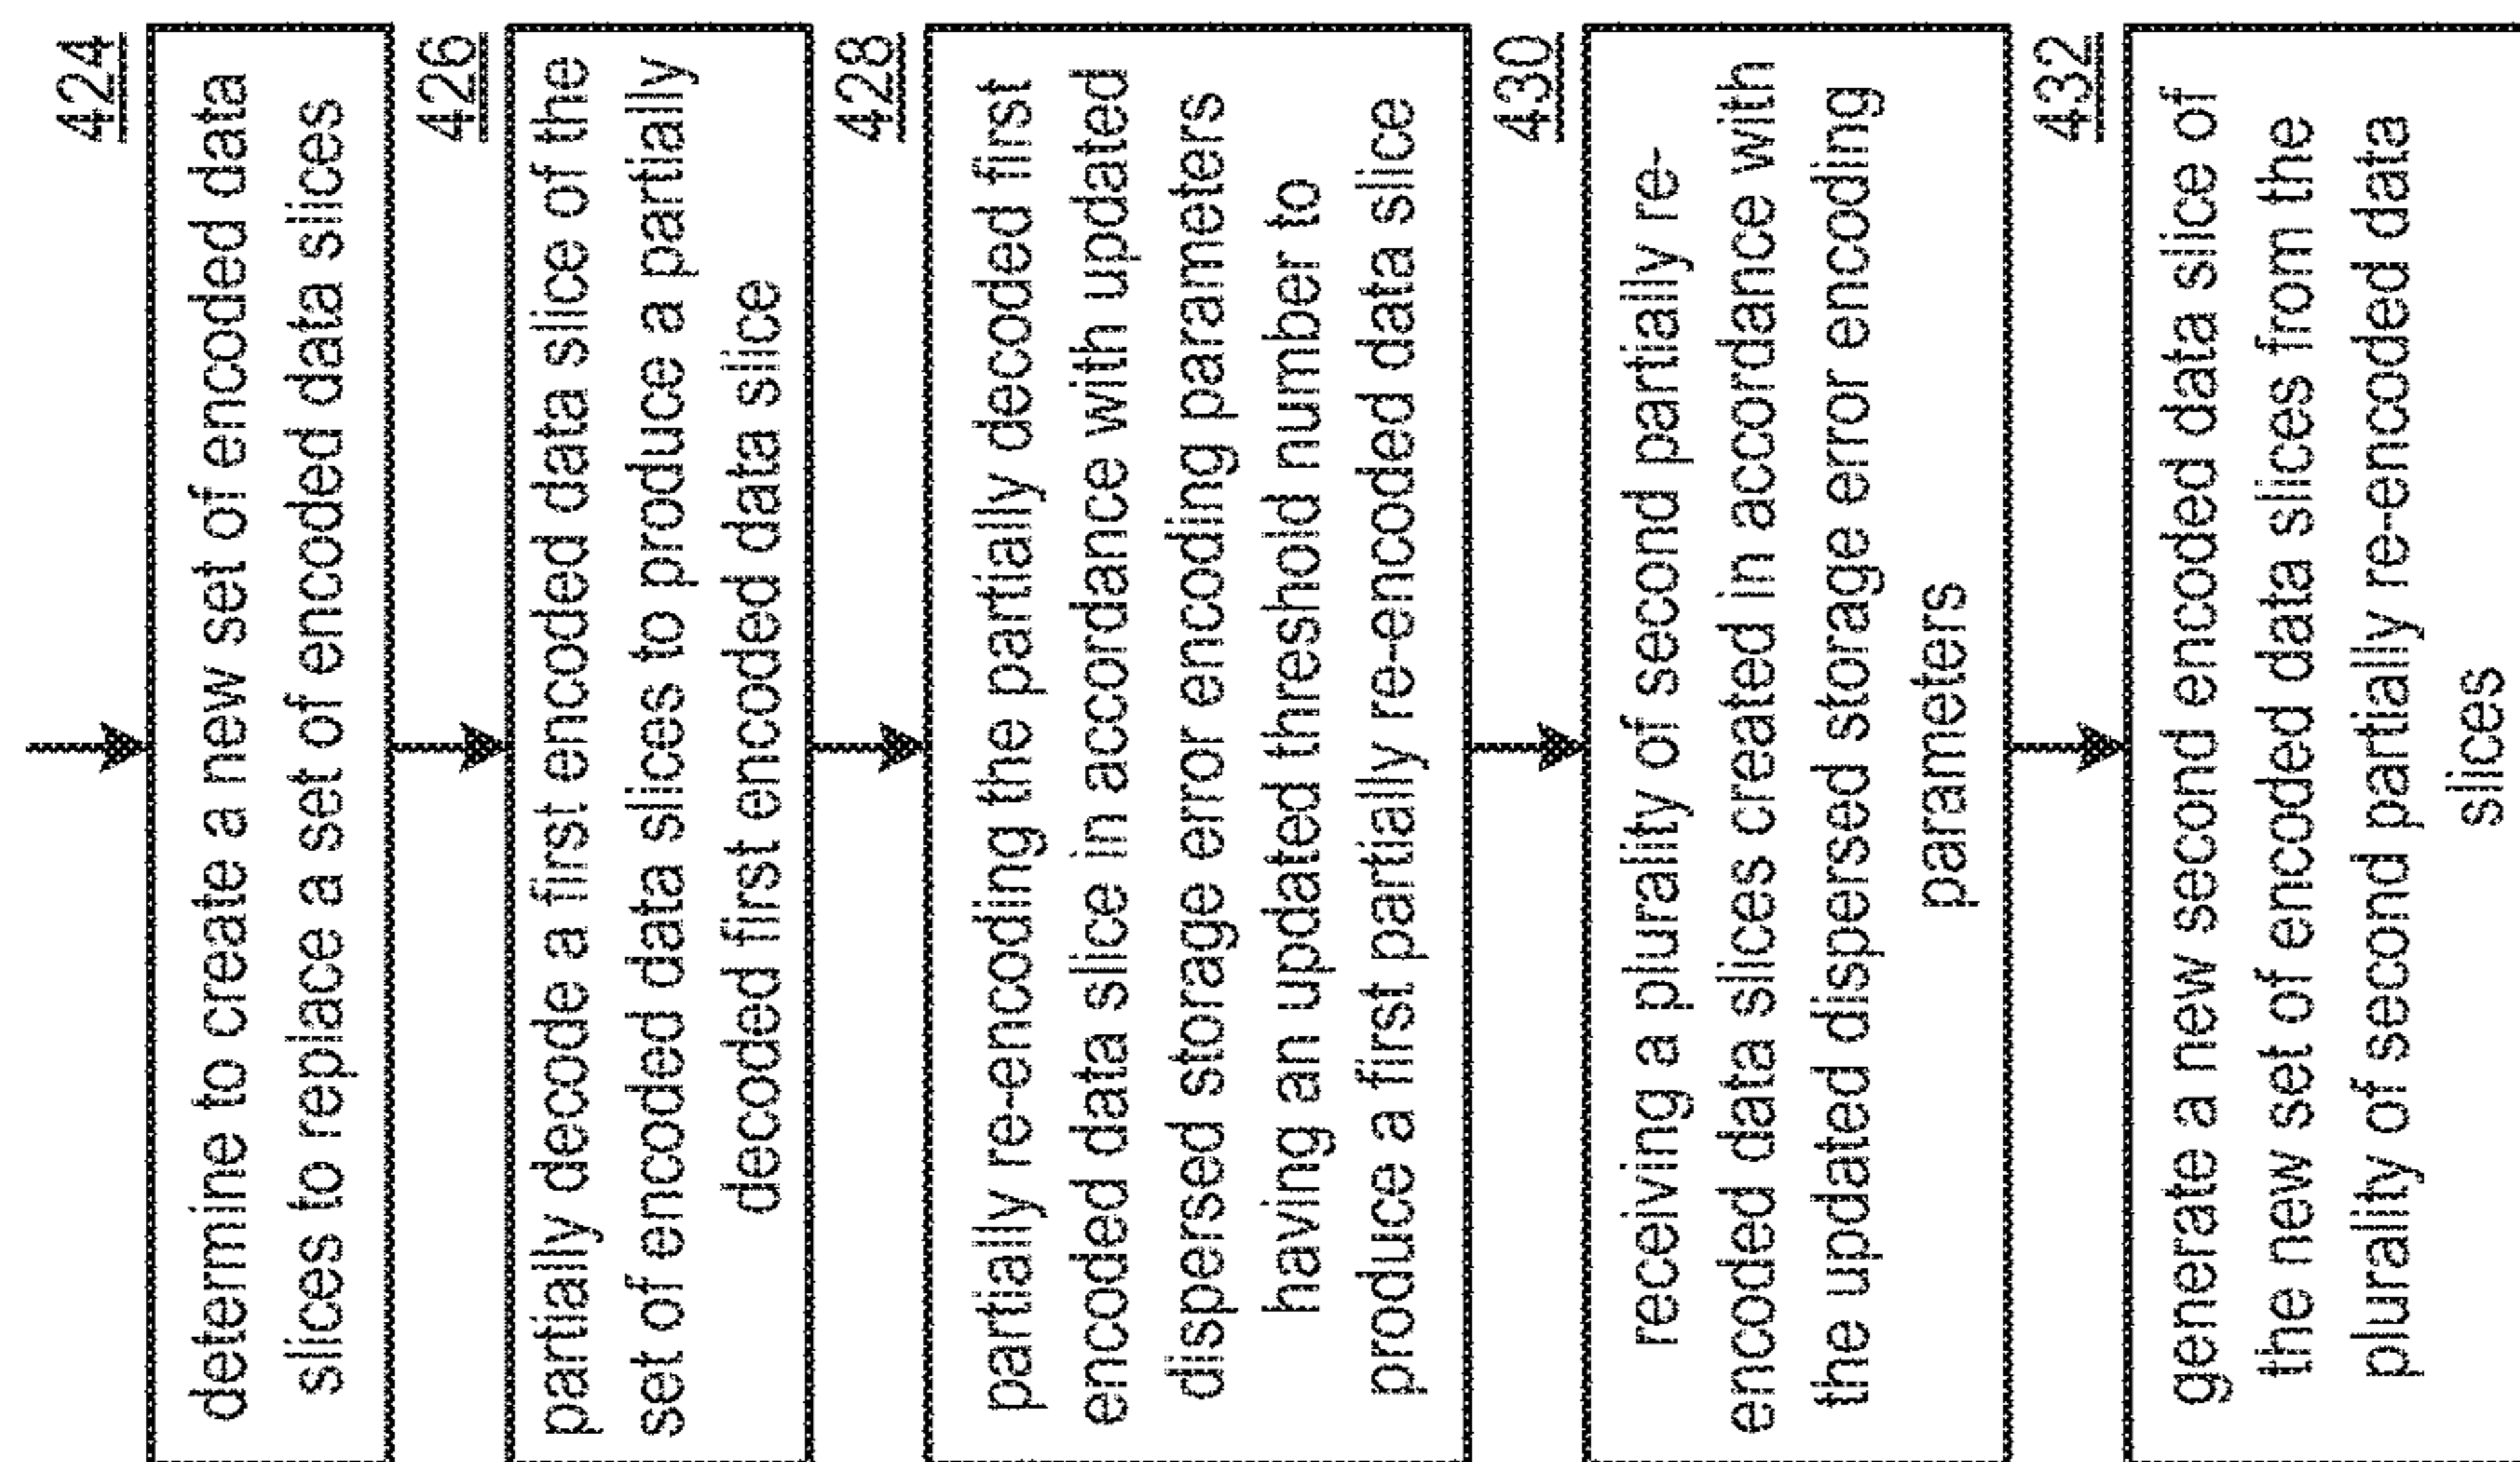 424
determine to create a new set of encoded data
slices to replace a set of encoded data slices
426
partially decode a first encoded data slice of the
set of encoded data slices to produce a partially
decoded first encoded data slice
428
partially re-encoding the partially decoded first
encoded data slice in accordance with updated
dispersed storage error encoding parameters
having an updated threshold number to
produce a first partially re-encoded data slice
430
receiving a plurality of second partially re-
encoded data slices created in accordance with
the updated dispersed storage error encoding
parameters
432
generate a new second encoded data slice of
the new set of encoded data slices from the
plurality of second partially re-encoded data
slices